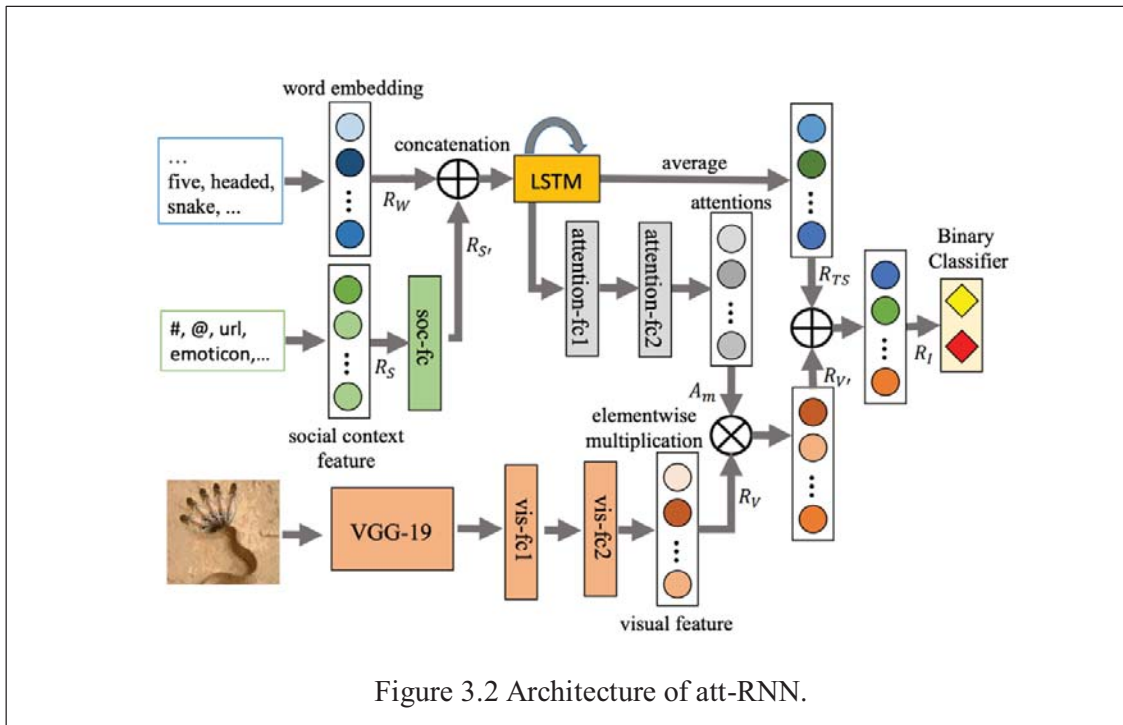 word embedding
…
five, headed,
snake, ...
R_W
concatenation
LSTM
average
R_S'
attention-fc1
attention-fc2
attentions
R_TS
Binary
Classifier
#, @, url,
emoticon,...
R_S
soc-fc
social context
feature
A_m
elementwise
multiplication
R_V'
R_I
VGG-19
vis-fc1
vis-fc2
R_V
visual feature
Figure 3.2 Architecture of att-RNN.